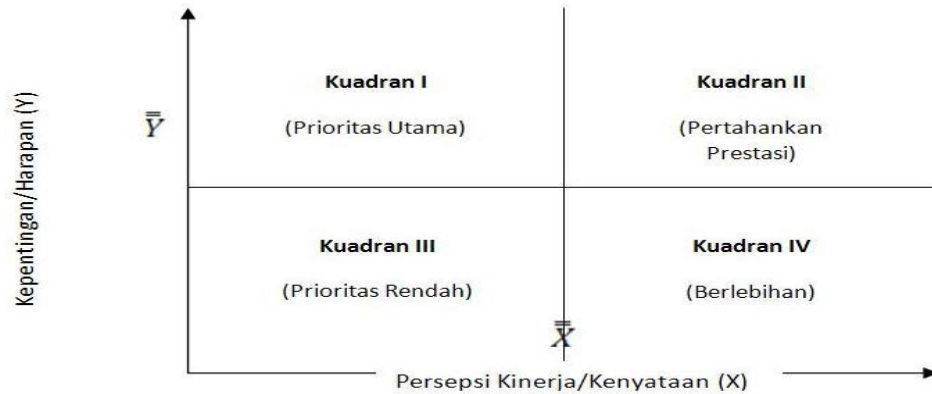 Kepentingan/Harapan (Y)
Kuadran I
(Prioritas Utama)
Kuadran II
(Pertahankan
Prestasi)
Y̿
Kuadran III
(Prioritas Rendah)
Kuadran IV
(Berlebihan)
X̿
Persepsi Kinerja/Kenyataan (X)